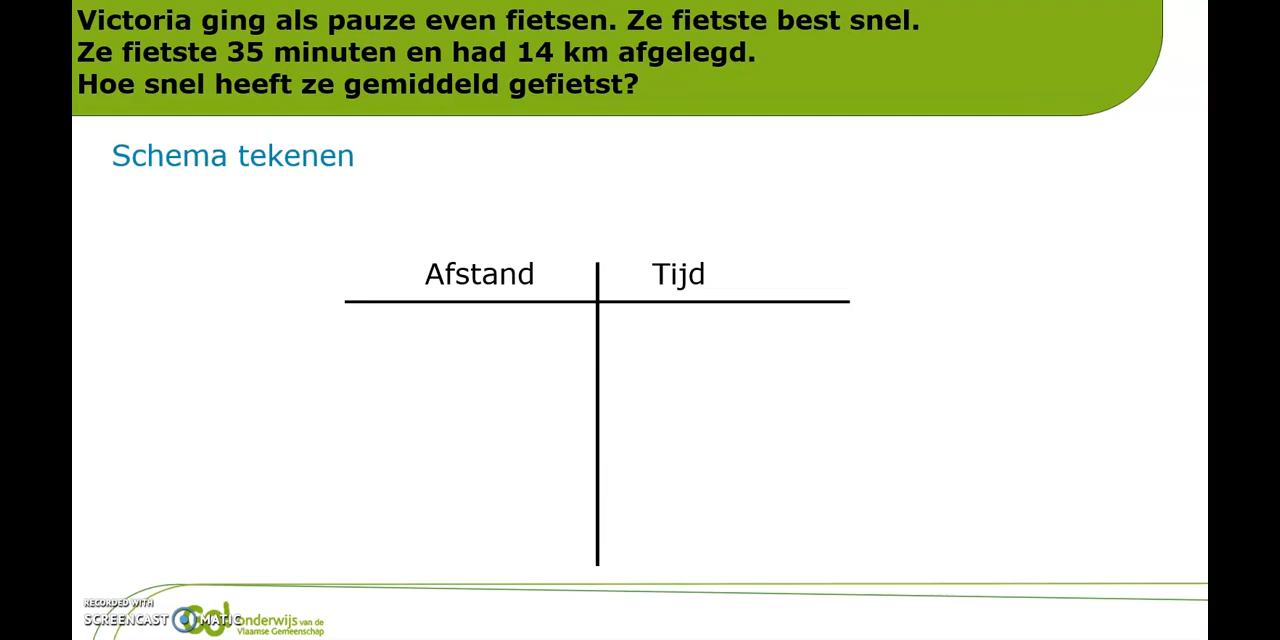 Victoria ging als pauze even fietsen. Ze fietste best snel.
Ze fietste 35 minuten en had 14 km afgelegd.
Hoe snel heeft ze gemiddeld gefietst?
Schema tekenen
Afstand Tijd
RECORDED WITH
SCREENCAST MATIC
GO! onderwijs van de
Vlaamse Gemeenschap